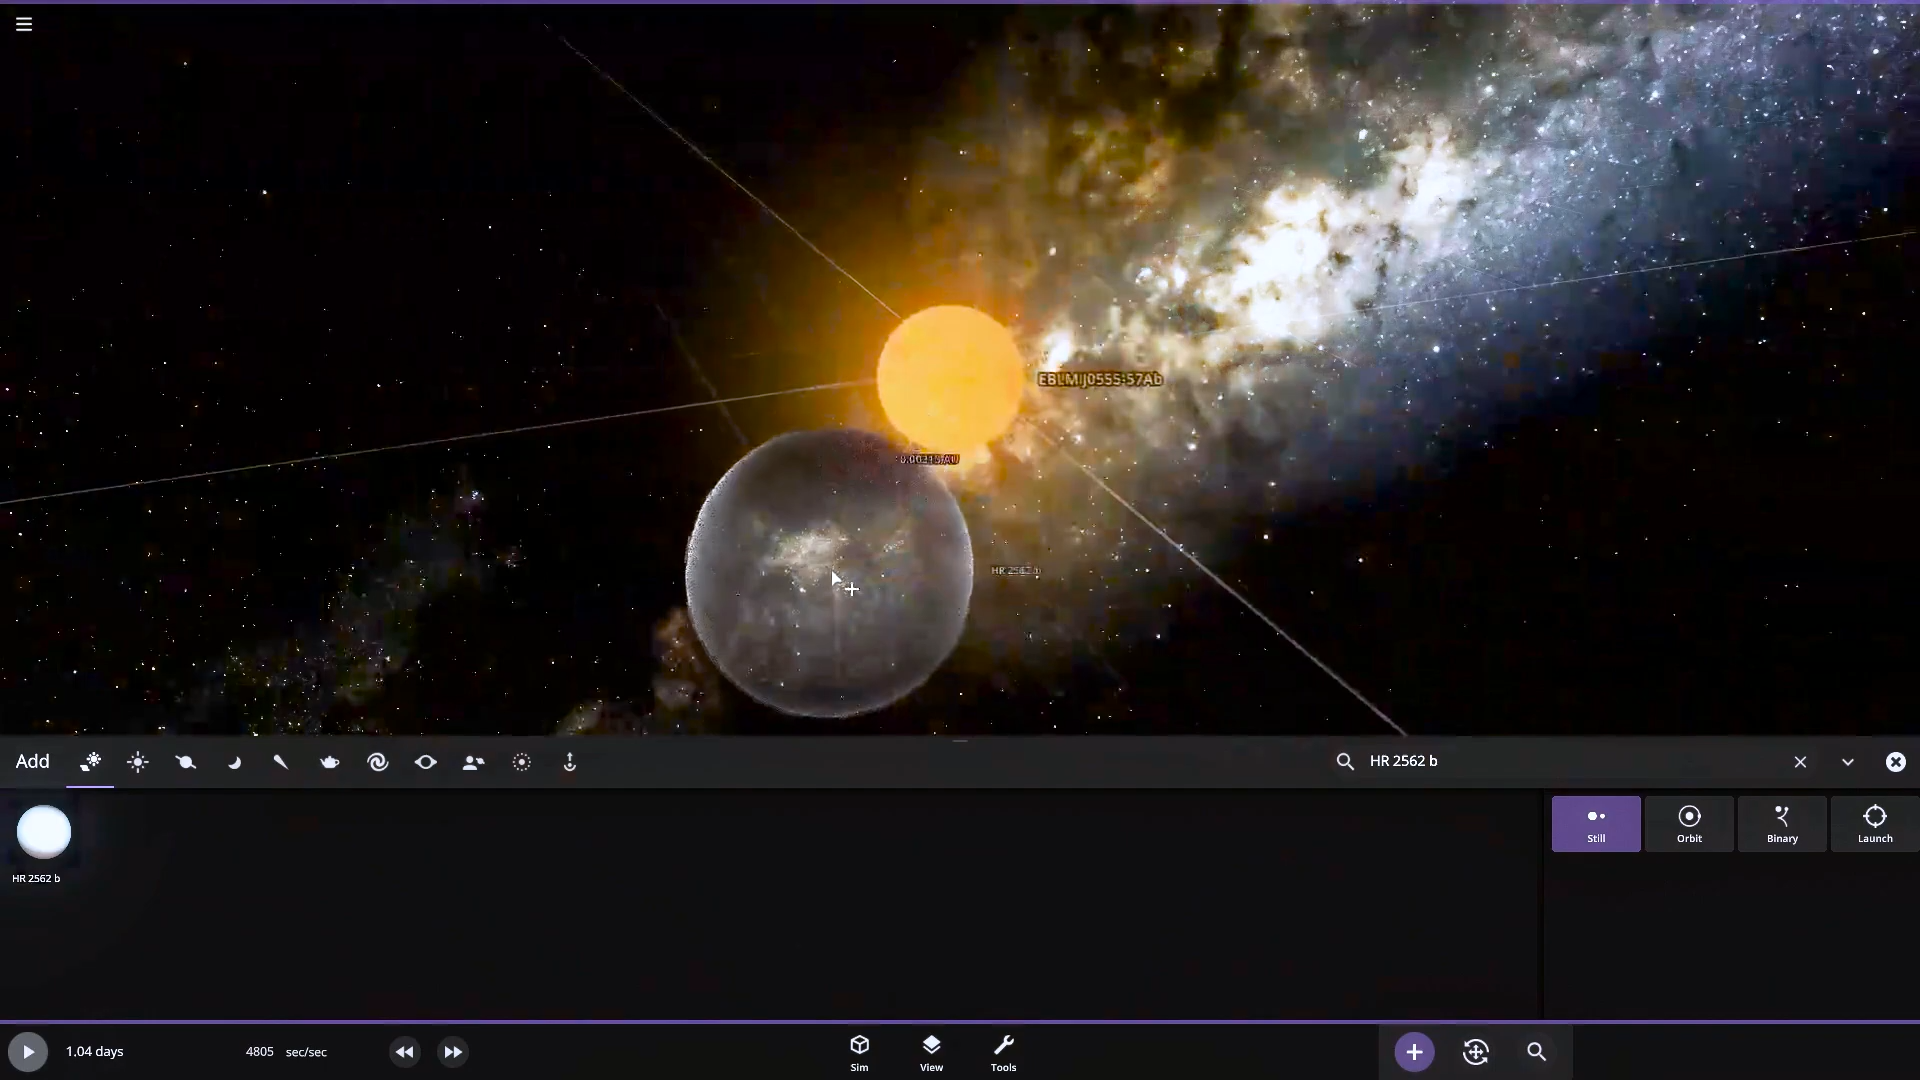 EBLM J0555-57Ab
0.00213 AU
HR 2562 b
Add
HR 2562 b
HR 2562 b
Still
Orbit
Binary
Launch
1.04 days
4805 sec/sec
Sim
View
Tools